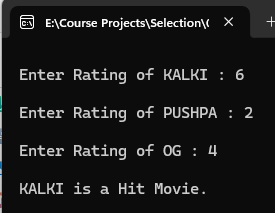 E:\Course Projects\Selection\
Enter Rating of KALKI : 6
Enter Rating of PUSHPA : 2
Enter Rating of OG : 4
KALKI is a Hit Movie.